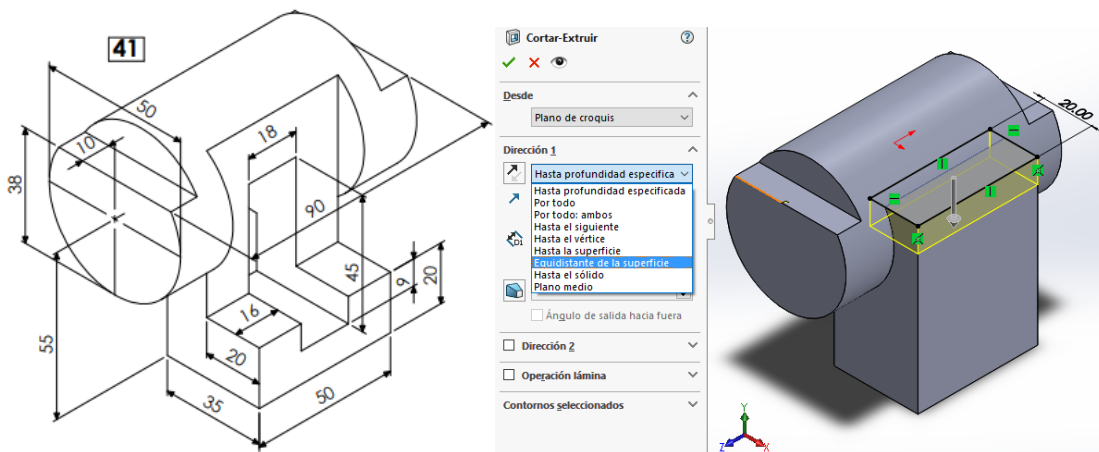 41
50
10
38
18
90
45
9
20
16
20
55
35
50
Cortar-Extruir
?
Desde
Plano de croquis
Dirección 1
Hasta profundidad especifica
Hasta profundidad especificada
Por todo
Por todo: ambos
Hasta el siguiente
Hasta el vértice
Hasta la superficie
Equidistante de la superficie
Hasta el sólido
Plano medio
D1
Ángulo de salida hacia fuera
Dirección 2
Operación lámina
Contornos seleccionados
20.00
Y
Z
X